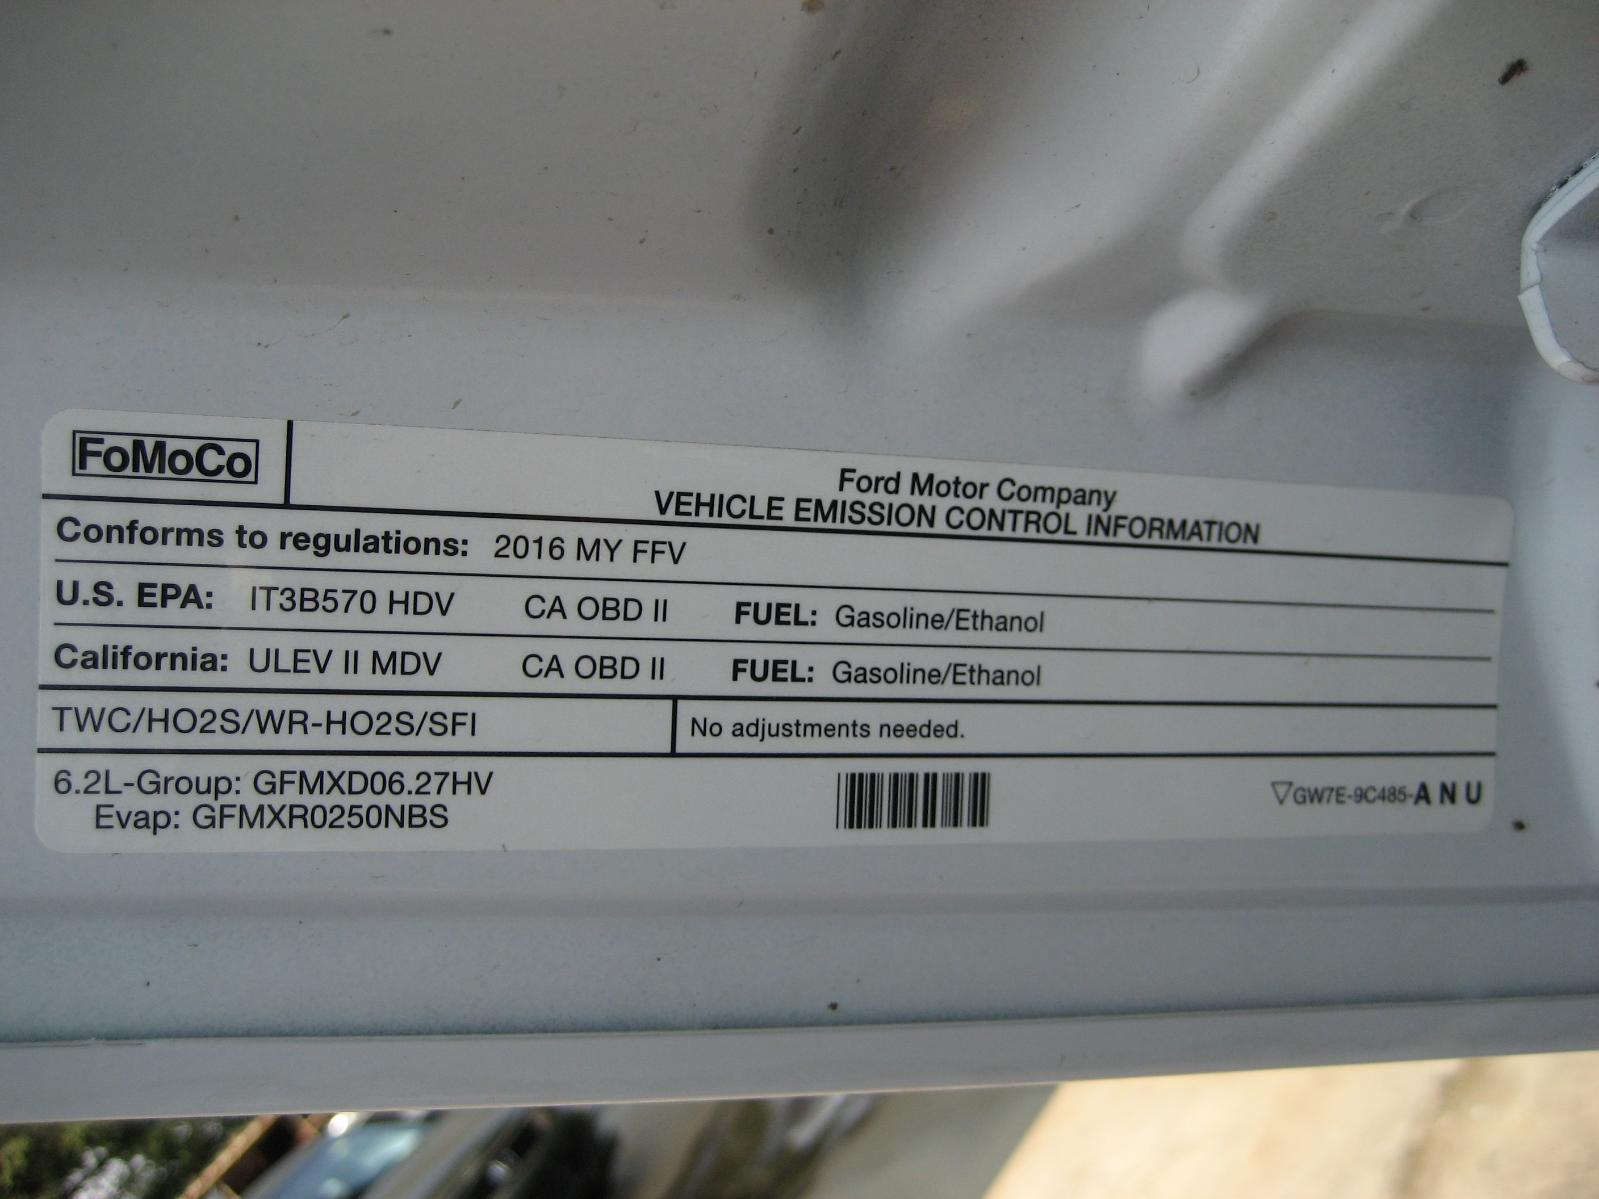 FoMoCo
Ford Motor Company
VEHICLE EMISSION CONTROL INFORMATION
Conforms to regulations: 2016 MY FFV
U.S. EPA: IT3B570 HDV CA OBD II FUEL: Gasoline/Ethanol
California: ULEV II MDV CA OBD II FUEL: Gasoline/Ethanol
TWC/HO2S/WR-HO2S/SFI No adjustments needed.
6.2L-Group: GFMXD06.27HV
Evap: GFMXR0250NBS
▽GW7E-9C485-A N U